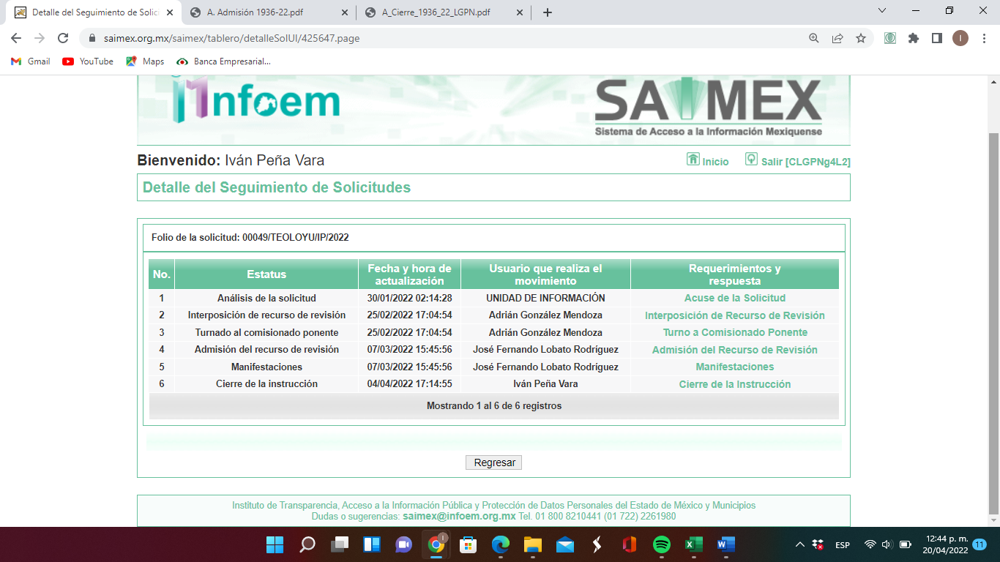 Detalle del Seguimiento de Solici
A. Admisión 1936-22.pdf
A_Cierre_1936_22_LGPN.pdf
saimex.org.mx/saimex/tablero/detalleSolUI/425647.page
I
Gmail
YouTube
Maps
Banca Empresarial...
infoem
SAIMEX
Sistema de Acceso a la Información Mexiquense
Bienvenido: Iván Peña Vara
Inicio
Salir [CLGPNg4L2]
Detalle del Seguimiento de Solicitudes
Folio de la solicitud: 00049/TEOLOYU/IP/2022
No. Estatus Fecha y hora de actualización Usuario que realiza el movimiento Requerimientos y respuesta
1 Análisis de la solicitud 30/01/2022 02:14:28 UNIDAD DE INFORMACIÓN Acuse de la Solicitud
2 Interposición de recurso de revisión 25/02/2022 17:04:54 Adrián González Mendoza Interposición de Recurso de Revisión
3 Turnado al comisionado ponente 25/02/2022 17:04:54 Adrián González Mendoza Turno a Comisionado Ponente
4 Admisión del recurso de revisión 07/03/2022 15:45:56 José Fernando Lobato Rodríguez Admisión del Recurso de Revisión
5 Manifestaciones 07/03/2022 15:45:56 José Fernando Lobato Rodríguez Manifestaciones
6 Cierre de la instrucción 04/04/2022 17:14:55 Iván Peña Vara Cierre de la Instrucción
Mostrando 1 al 6 de 6 registros
Regresar
Instituto de Transparencia, Acceso a la Información Pública y Protección de Datos Personales del Estado de México y Municipios
Dudas o sugerencias: saimex@infoem.org.mx Tel. 01 800 8210441 (01 722) 2261980
ESP
12:44 p. m.
20/04/2022
11